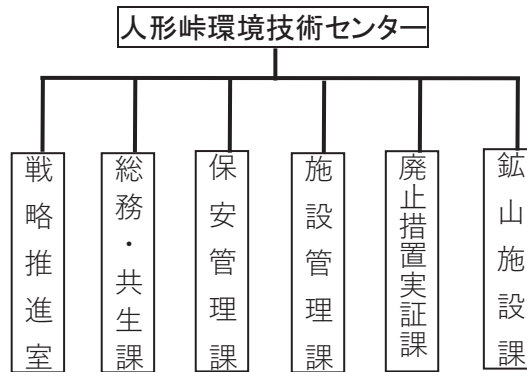 人形峠環境技術センター
戦略推進室
総務・共生課
保安管理課
施設管理課
廃止措置実証課
鉱山施設課